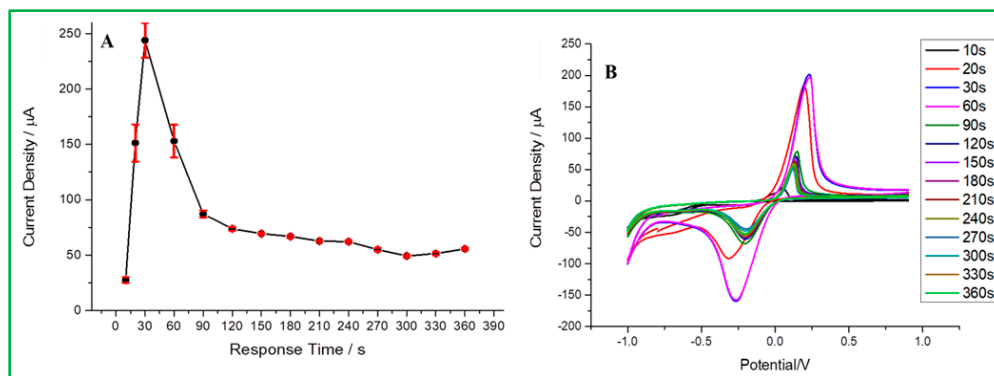 A
Current Density / µA
250
200
150
100
50
0
0 30 60 90 120 150 180 210 240 270 300 330 360 390
Response Time / s
B
Current Density / µA
250
200
150
100
50
0
-50
-100
-150
-200
-1.0 -0.5 0.0 0.5 1.0
Potential/V
10s
20s
30s
60s
90s
120s
150s
180s
210s
240s
270s
300s
330s
360s